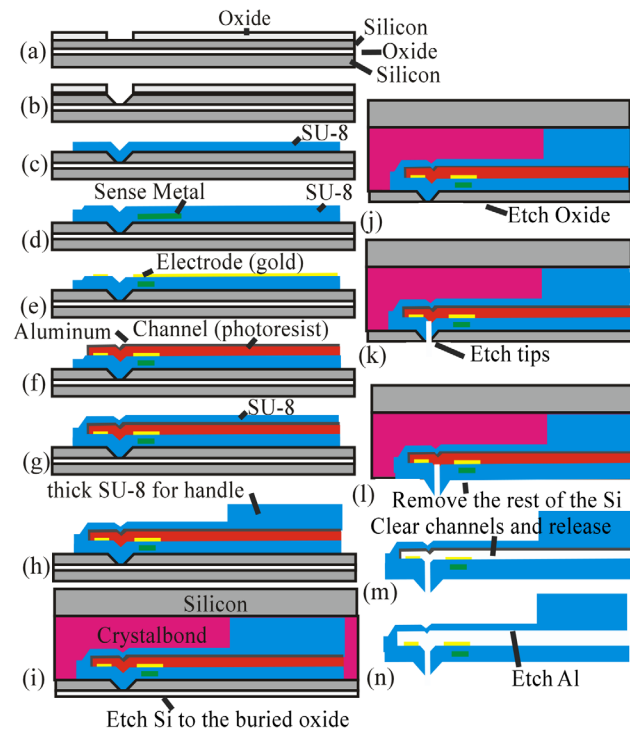 Oxide
Silicon
(a)
Oxide
Silicon
(b)
SU-8
(c)
Sense Metal
SU-8
(d)
Electrode (gold)
(e)
Aluminum
Channel (photoresist)
(f)
SU-8
(g)
thick SU-8 for handle
(h)
Silicon
Crystalbond
(i)
Etch Si to the buried oxide
(j)
Etch Oxide
(k)
Etch tips
(l)
Remove the rest of the Si
Clear channels and release
(m)
(n)
Etch Al